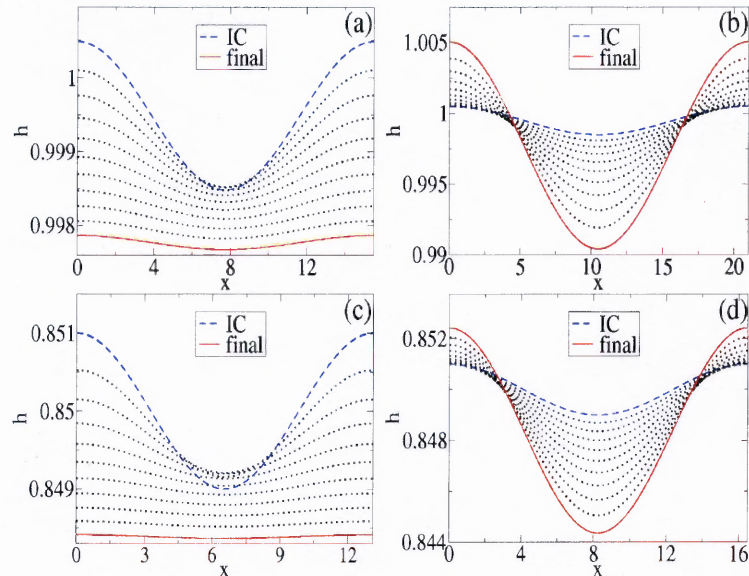 (a)
IC
final
1
0.999
0.998
h
0 4 8 12
x
(b)
IC
final
1.005
1
0.995
0.99
h
0 5 10 15 20
x
(c)
IC
final
0.851
0.85
0.849
h
0 3 6 9 12
x
(d)
IC
final
0.852
0.848
0.844
h
0 4 8 12 16
x